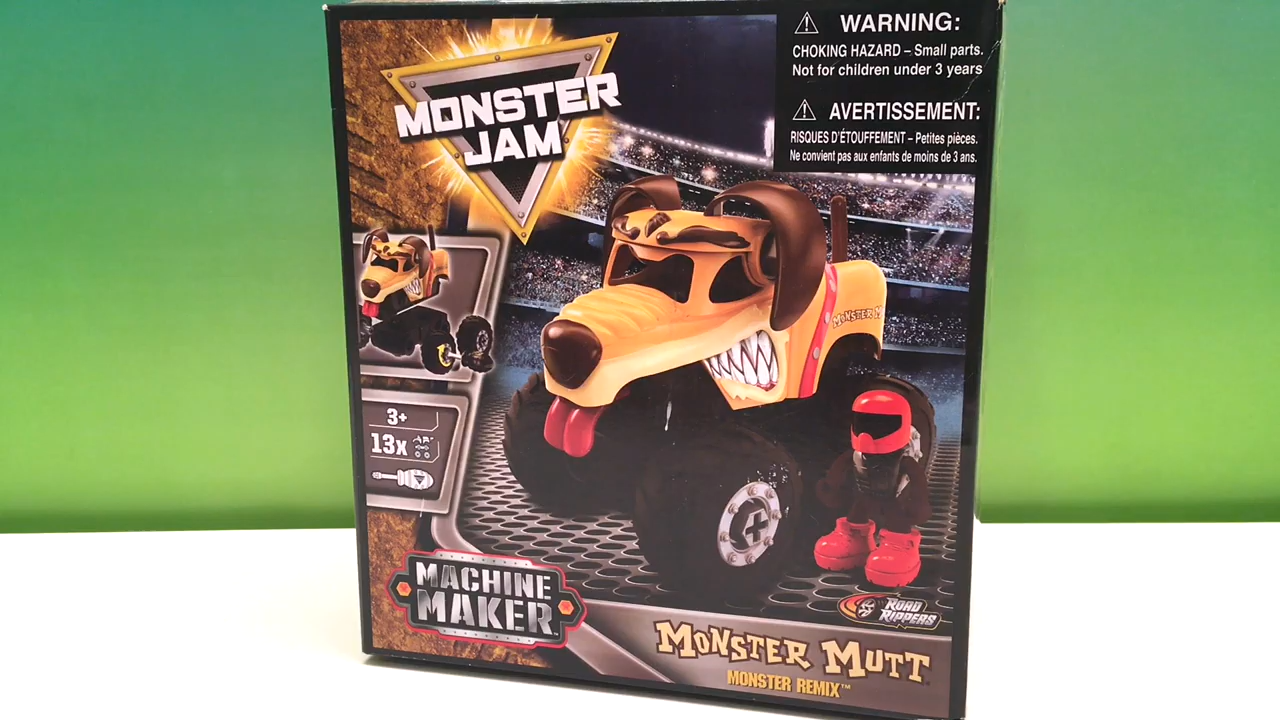 MONSTER
JAM
WARNING:
CHOKING HAZARD – Small parts.
Not for children under 3 years
AVERTISSEMENT:
RISQUES D'ÉTOUFFEMENT – Petites pièces.
Ne convient pas aux enfants de moins de 3 ans.
MONSTER M
3+
13x
MACHINE
MAKER
ROAD
RIPPERS
MONSTER MUTT
MONSTER REMIX™